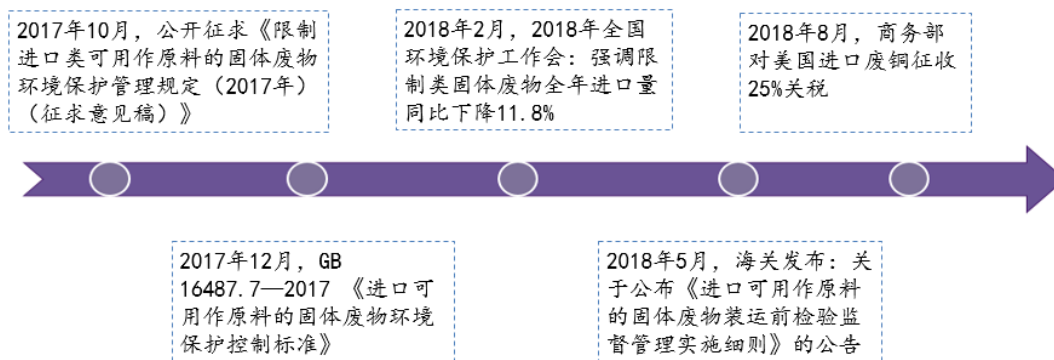 2017年10月，公开征求《限制
进口类可用作原料的固体废物
环境保护管理规定（2017年）
（征求意见稿）》
2018年2月，2018年全国
环境保护工作会：强调限
制类固体废物全年进口量
同比下降11.8%
2018年8月，商务部
对美国进口废铜征收
25%关税
2017年12月，GB
16487.7—2017 《进口可
用作原料的固体废物环境
保护控制标准》
2018年5月，海关发布：关
于公布《进口可用作原料
的固体废物装运前检验监
督管理实施细则》的公告